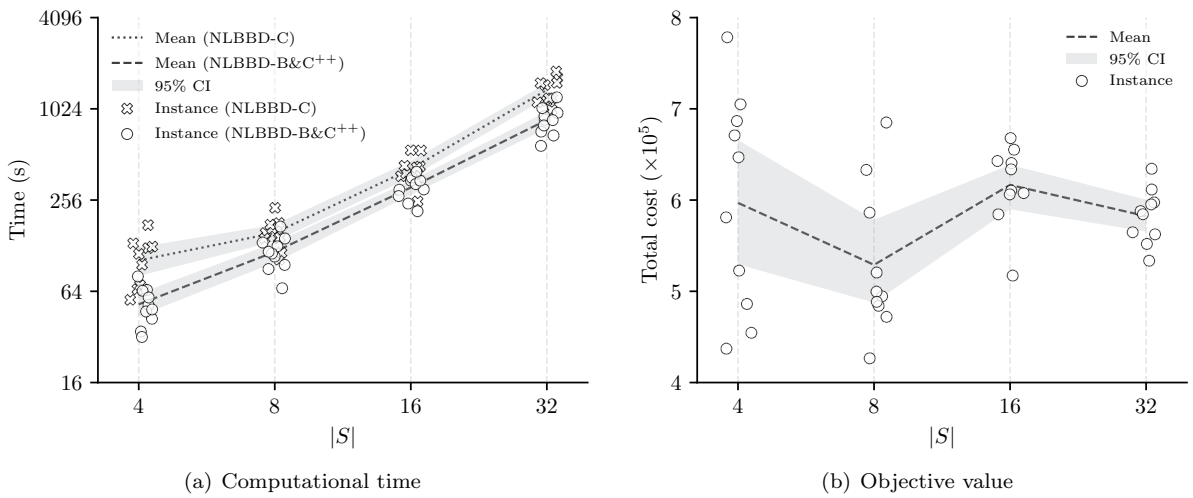 4096
1024
256
64
16
Time (s)
Mean (NLBBD-C)
Mean (NLBBD-B&C++)
95% CI
Instance (NLBBD-C)
Instance (NLBBD-B&C++)
4 8 16 32
|S|
(a) Computational time
8
7
6
5
4
Total cost (×10⁵)
Mean
95% CI
Instance
4 8 16 32
|S|
(b) Objective value